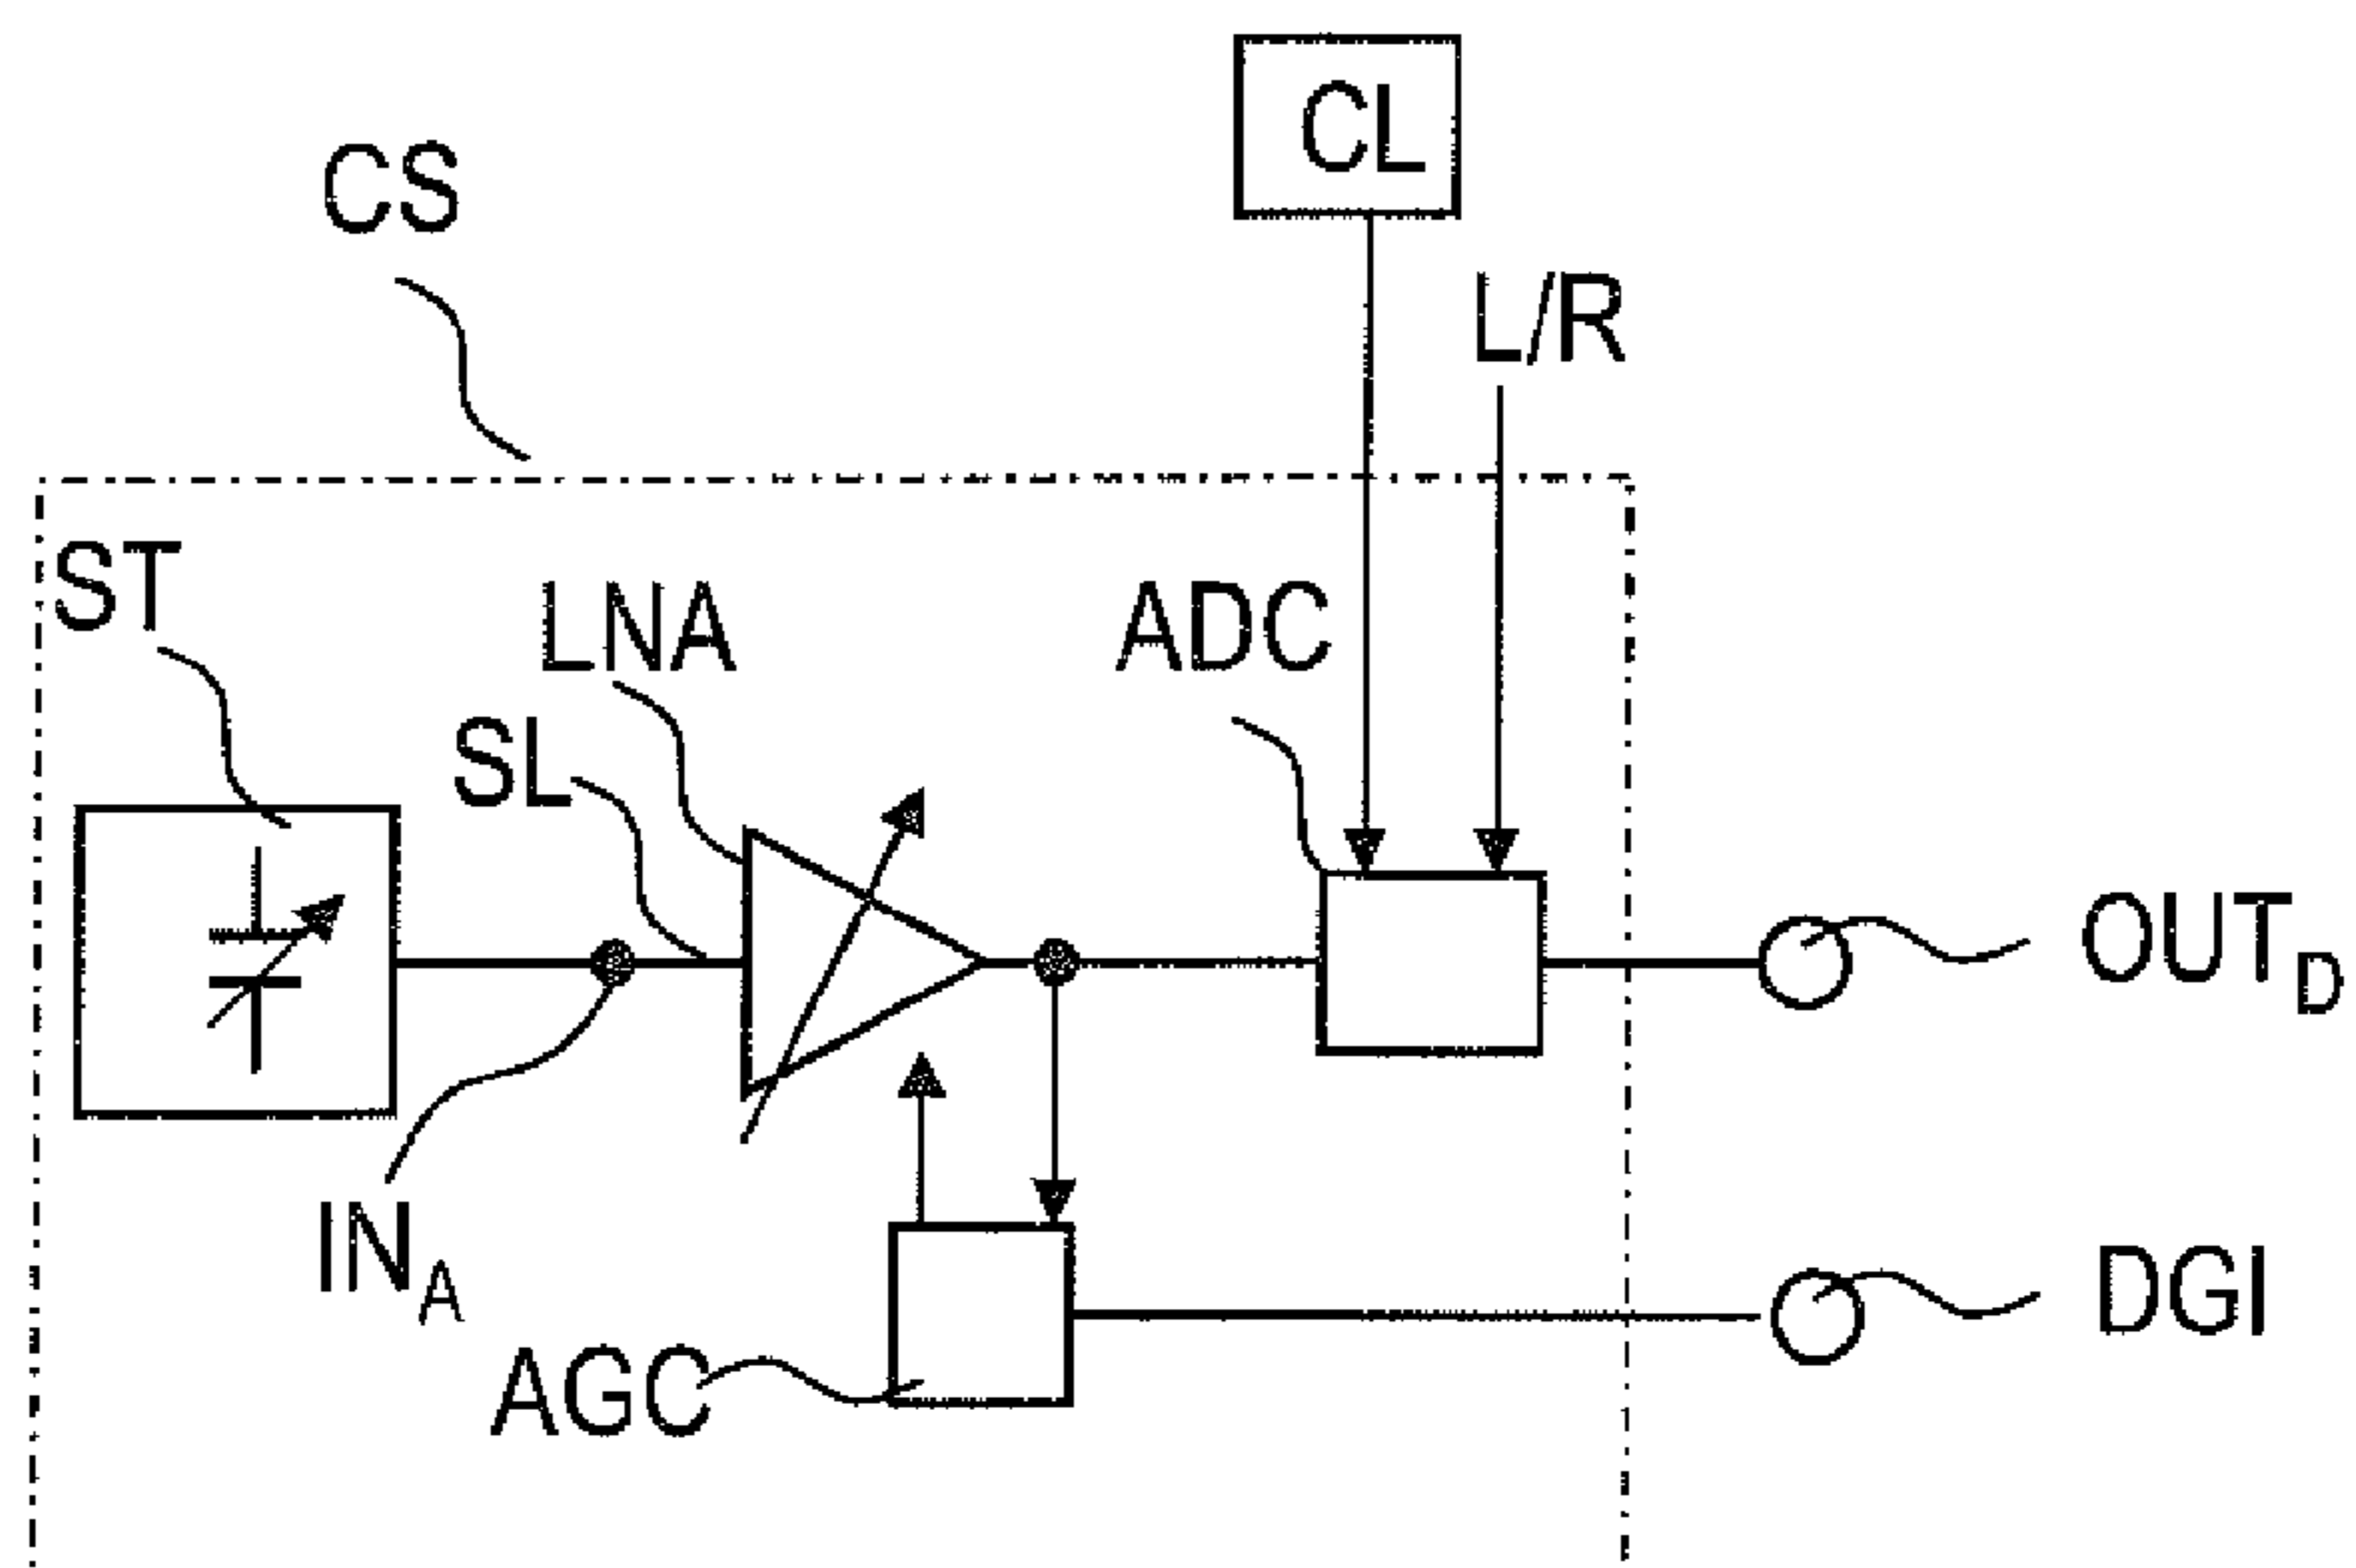 CL
CS
L/R
ST
LNA
ADC
SL
OUT_D
IN_A
DGI
AGC